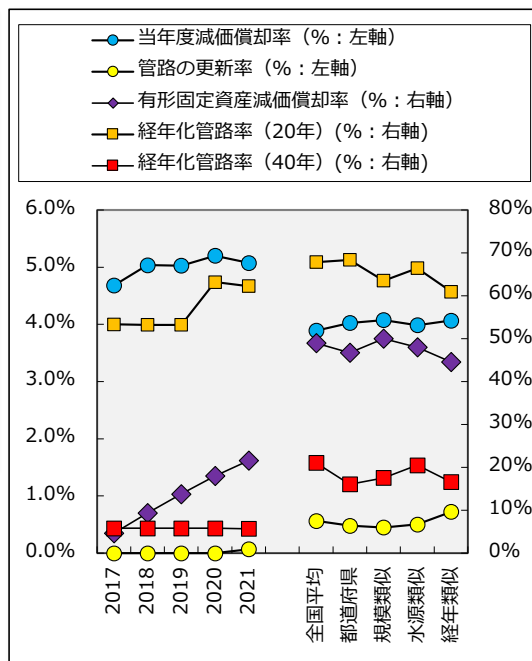 当年度減価償却率（%：左軸）
管路の更新率（%：左軸）
有形固定資産減価償却率（%：右軸）
経年化管路率（20年）(%：右軸)
経年化管路率（40年）(%：右軸)
6.0%
5.0%
4.0%
3.0%
2.0%
1.0%
0.0%
80%
70%
60%
50%
40%
30%
20%
10%
0%
2017
2018
2019
2020
2021
全国平均
都道府県
規模類似
水源類似
経年類似